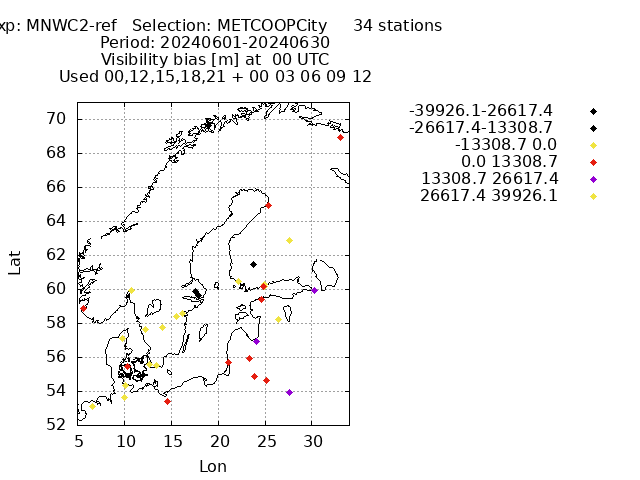 xp: MNWC2-ref   Selection: METCOOPCity     34 stations
Period: 20240601-20240630
Visibility bias [m] at  00 UTC
Used 00,12,15,18,21 + 00 03 06 09 12
-39926.1-26617.4
-26617.4-13308.7
-13308.7 0.0
0.0 13308.7
13308.7 26617.4
26617.4 39926.1
70
68
66
64
62
60
58
56
54
52
Lat
5 10 15 20 25 30
Lon